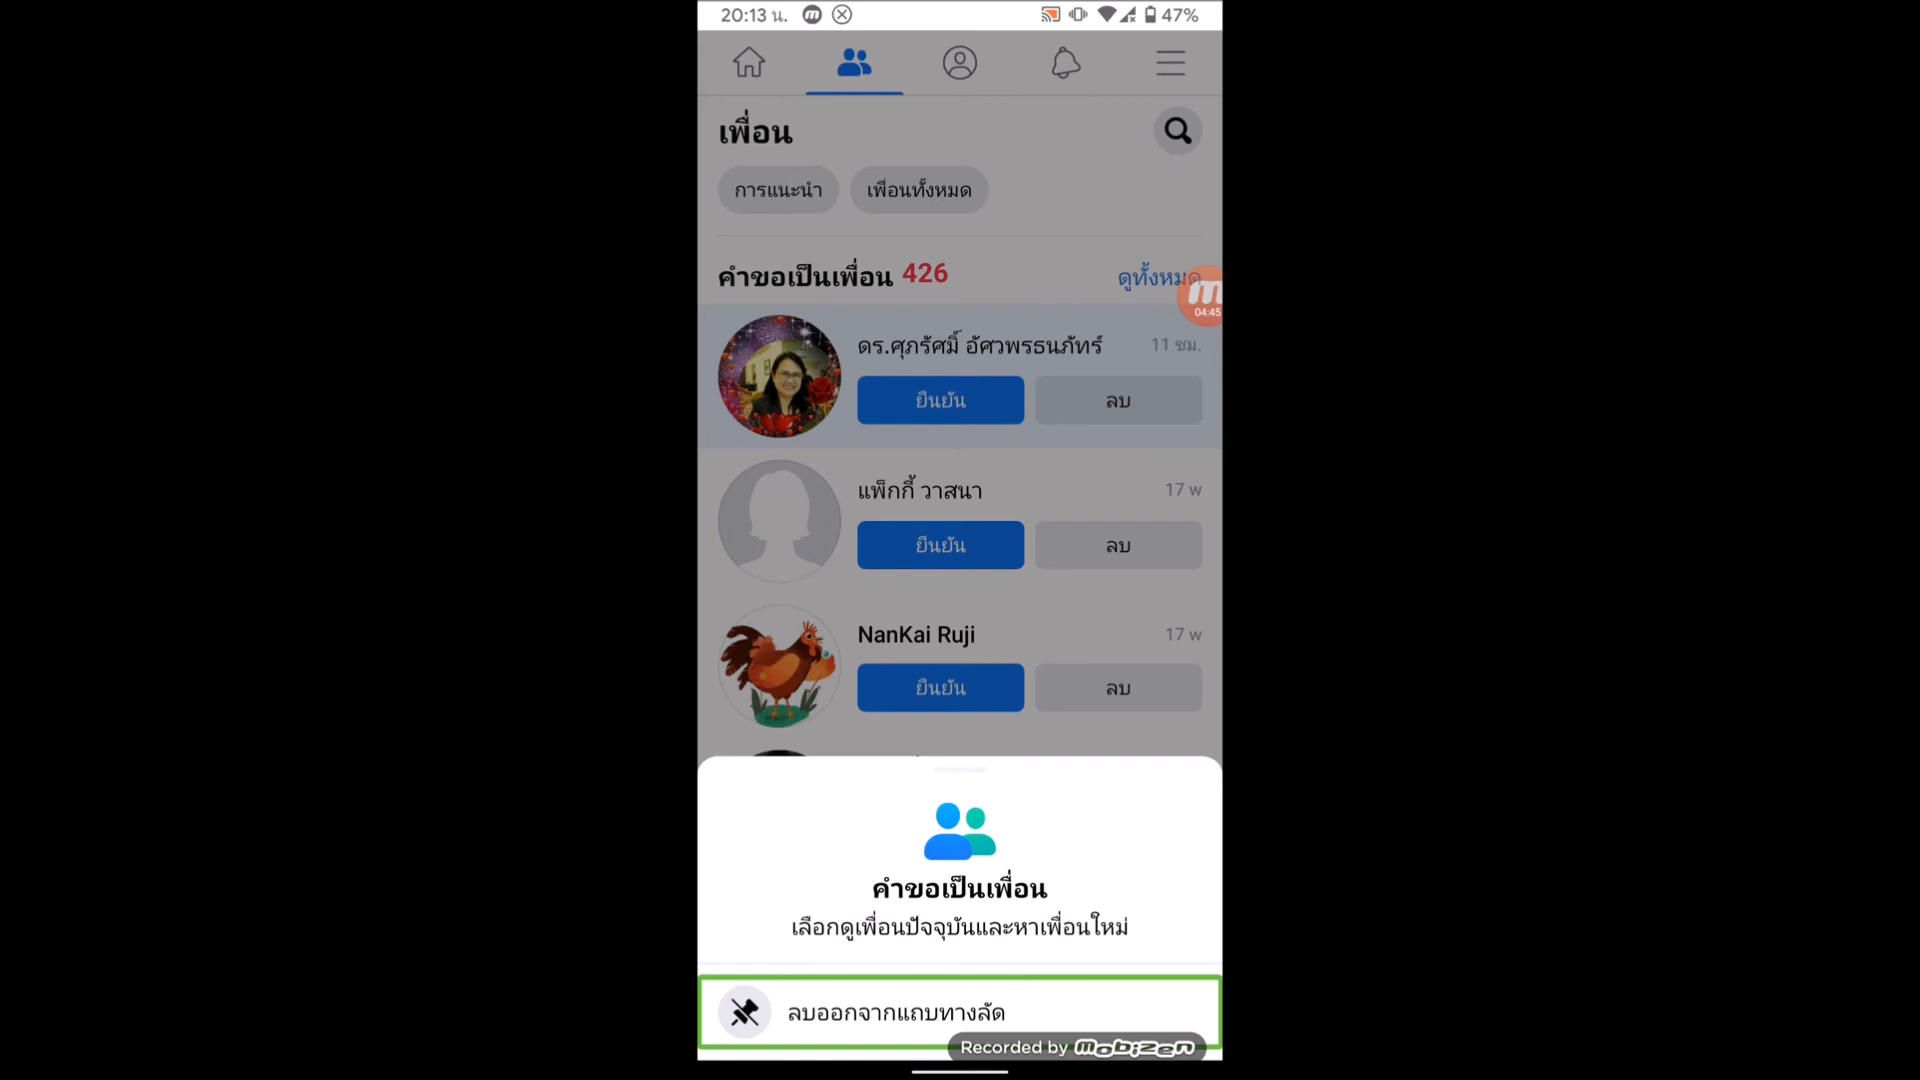 20:13 น.
47%
เพื่อน
การแนะนำ
เพื่อนทั้งหมด
คำขอเป็นเพื่อน 426
ดูทั้งหมด
04:45
ดร.ศุภรัศมิ์ อัศวพรธนภัทร์
11 ชม.
ยืนยัน
ลบ
แพ็กกี้ วาสนา
17 w
ยืนยัน
ลบ
NanKai Ruji
17 w
ยืนยัน
ลบ
คำขอเป็นเพื่อน
เลือกดูเพื่อนปัจจุบันและหาเพื่อนใหม่
ลบออกจากแถบทางลัด
Recorded by mobizen